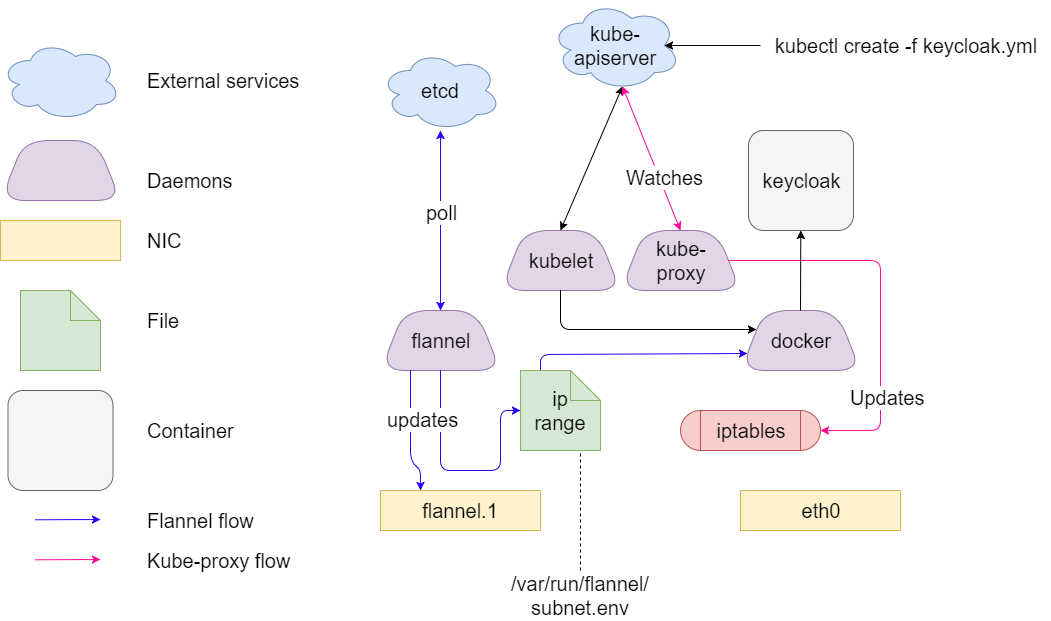 External services
Daemons
NIC
File
Container
Flannel flow
Kube-proxy flow
etcd
poll
flannel
updates
flannel.1
ip
range
/var/run/flannel/
subnet.env
kube-
apiserver
kubectl create -f keycloak.yml
Watches
kubelet
kube-
proxy
keycloak
docker
Updates
iptables
eth0